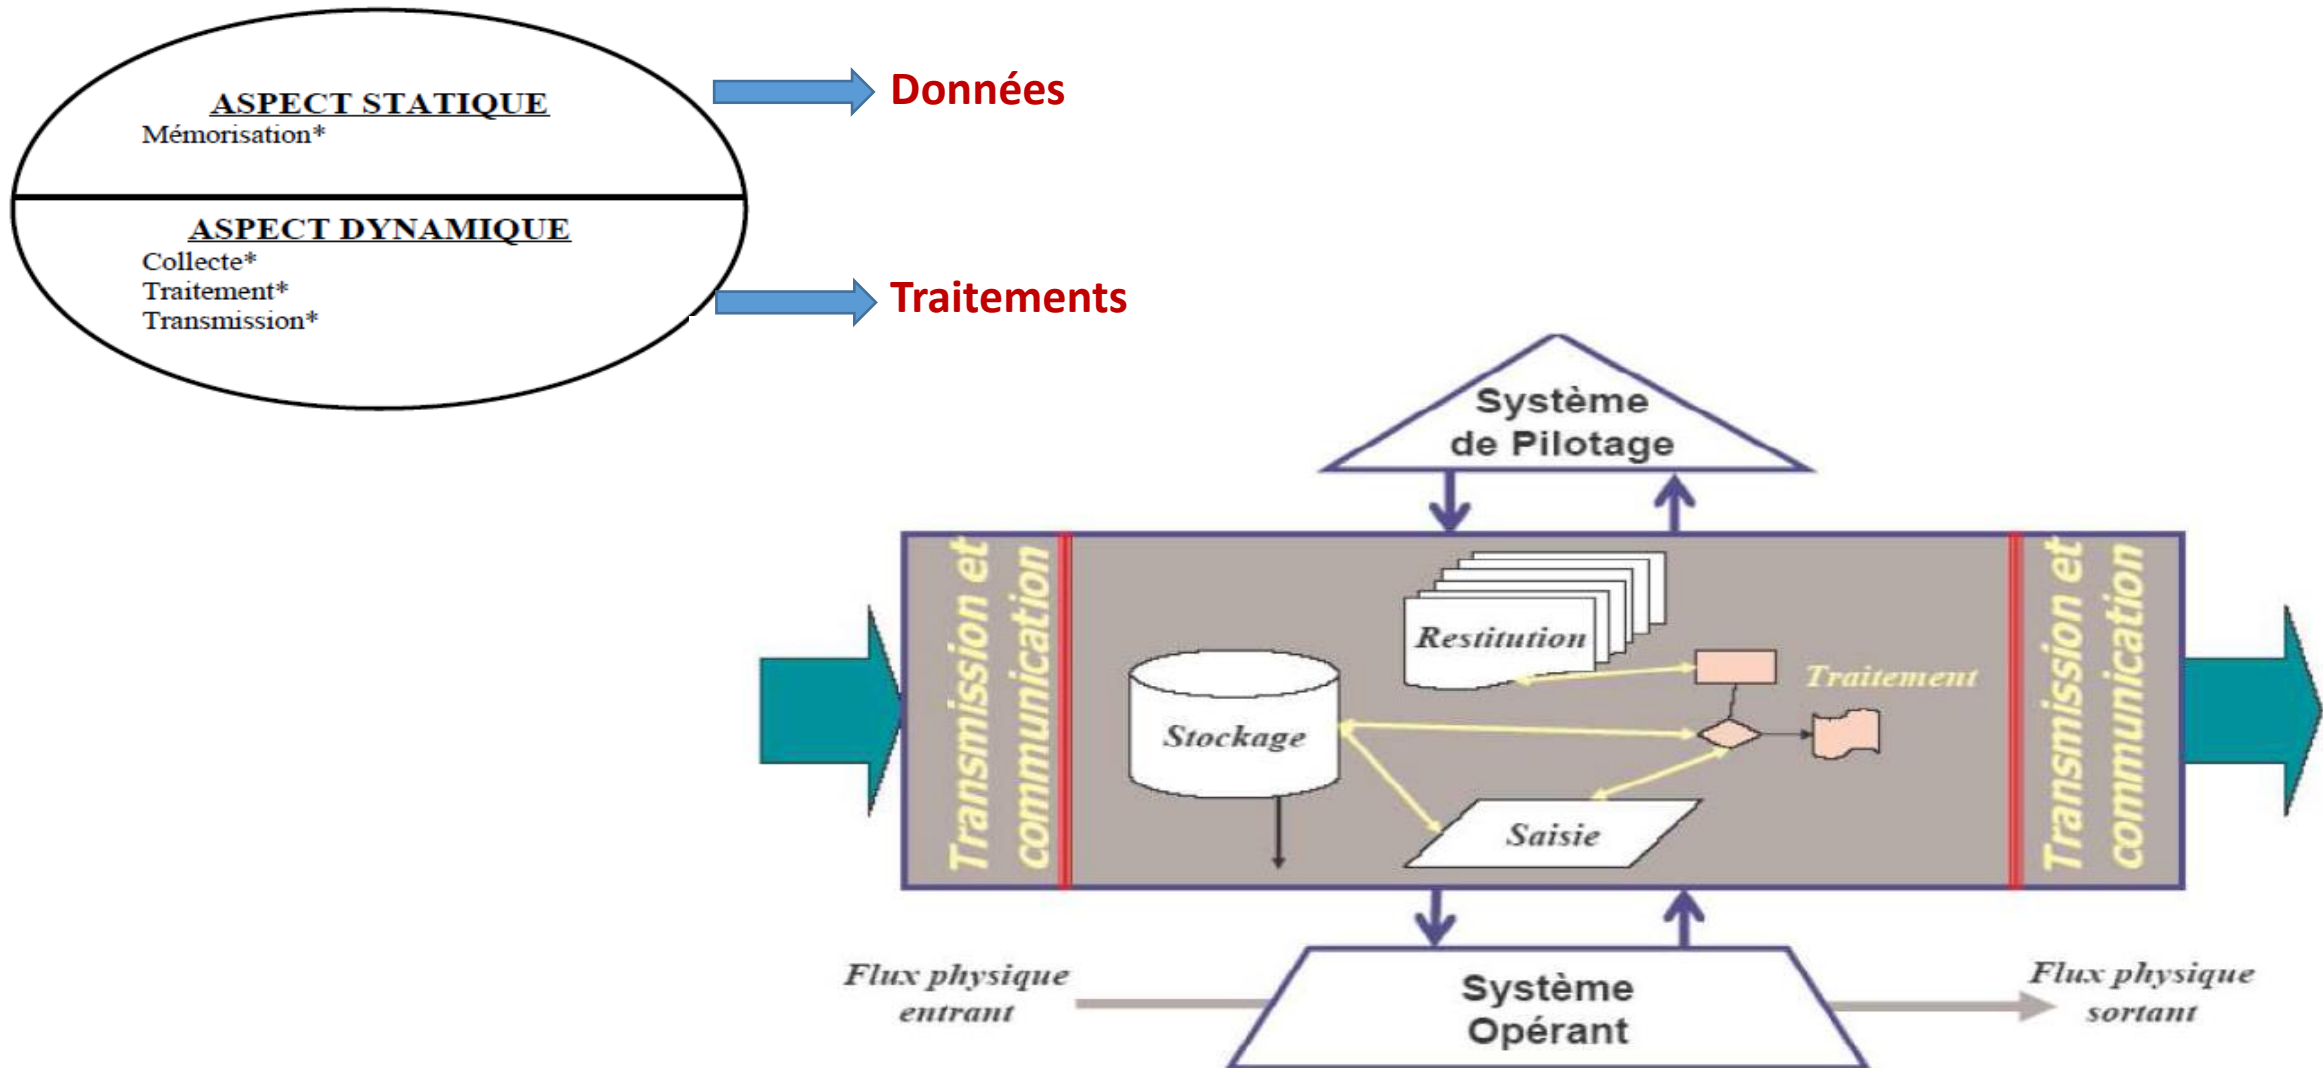 ASPECT STATIQUE
Mémorisation*
Données
ASPECT DYNAMIQUE
Collecte*
Traitement*
Transmission*
Traitements
Système
de Pilotage
Transmission et
communication
Restitution
Traitement
Stockage
Saisie
Transmission et
communication
Flux physique
entrant
Système
Opérant
Flux physique
sortant